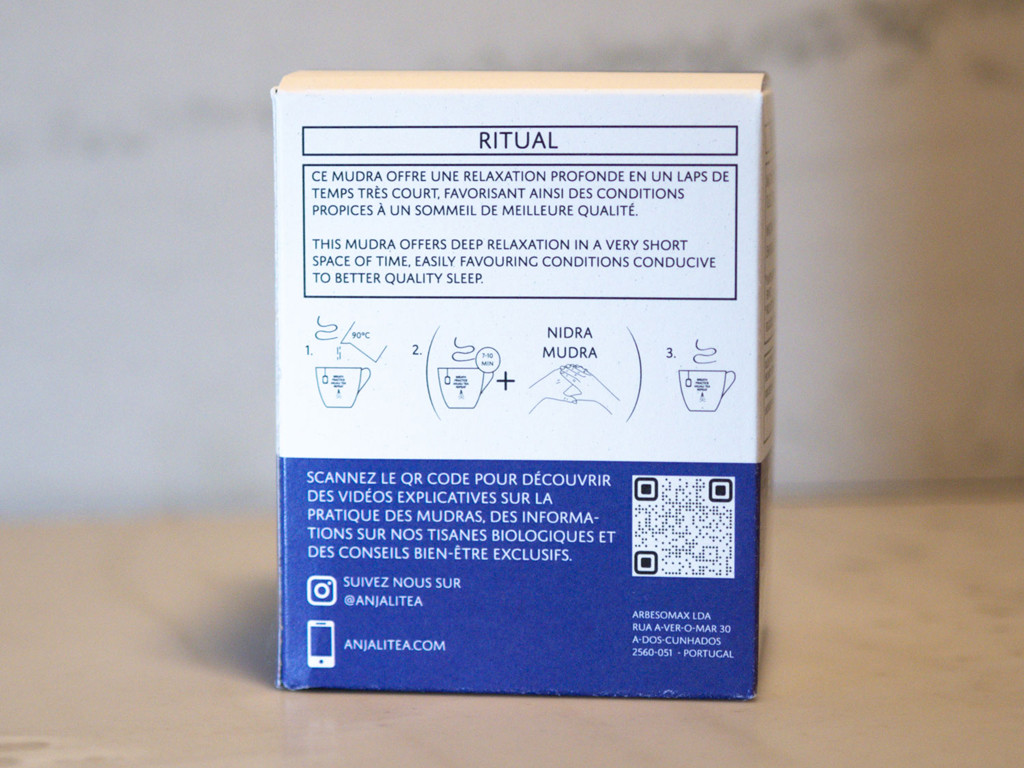 RITUAL
CE MUDRA OFFRE UNE RELAXATION PROFONDE EN UN LAPS DE
TEMPS TRÈS COURT, FAVORISANT AINSI DES CONDITIONS
PROPICES À UN SOMMEIL DE MEILLEURE QUALITÉ.
THIS MUDRA OFFERS DEEP RELAXATION IN A VERY SHORT
SPACE OF TIME, EASILY FAVOURING CONDITIONS CONDUCIVE
TO BETTER QUALITY SLEEP.
1.
90°C
2.
7-10
MIN
+
NIDRA
MUDRA
3.
SCANNEZ LE QR CODE POUR DÉCOUVRIR
DES VIDÉOS EXPLICATIVES SUR LA
PRATIQUE DES MUDRAS, DES INFORMA-
TIONS SUR NOS TISANES BIOLOGIQUES ET
DES CONSEILS BIEN-ÊTRE EXCLUSIFS.
SUIVEZ NOUS SUR
@ANJALITEA
ANJALITEA.COM
ARBESOMAX LDA
RUA A-VER-O-MAR 30
A-DOS-CUNHADOS
2560-051 - PORTUGAL